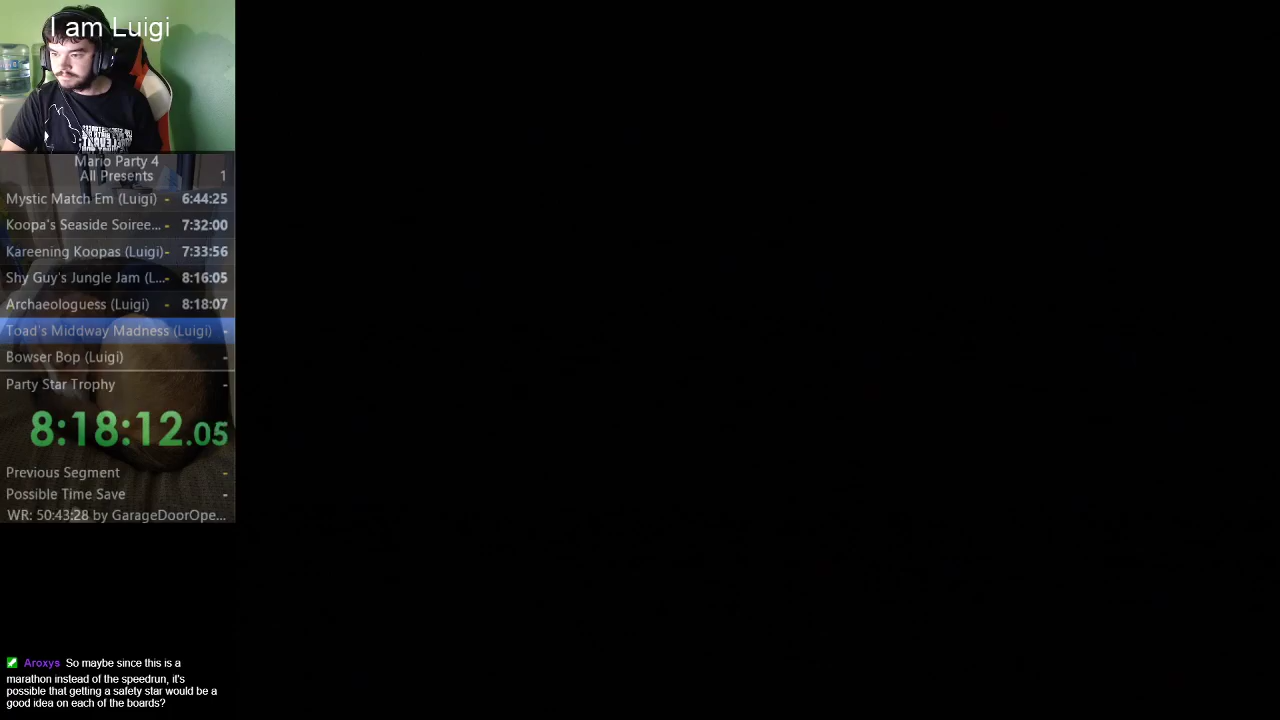 I am Luigi
Mario Party 4
All Presents 1
Mystic Match Em (Luigi) - 6:44:25
Koopa's Seaside Soiree... - 7:32:00
Kareening Koopas (Luigi) - 7:33:56
Shy Guy's Jungle Jam (L... - 8:16:05
Archaeologuess (Luigi) - 8:18:07
Toad's Middway Madness (Luigi) -
Bowser Bop (Luigi) -
Party Star Trophy -
8:18:12.05
Previous Segment -
Possible Time Save -
WR: 50:43:28 by GarageDoorOpe...
Aroxys So maybe since this is a
marathon instead of the speedrun, it's
possible that getting a safety star would be a
good idea on each of the boards?